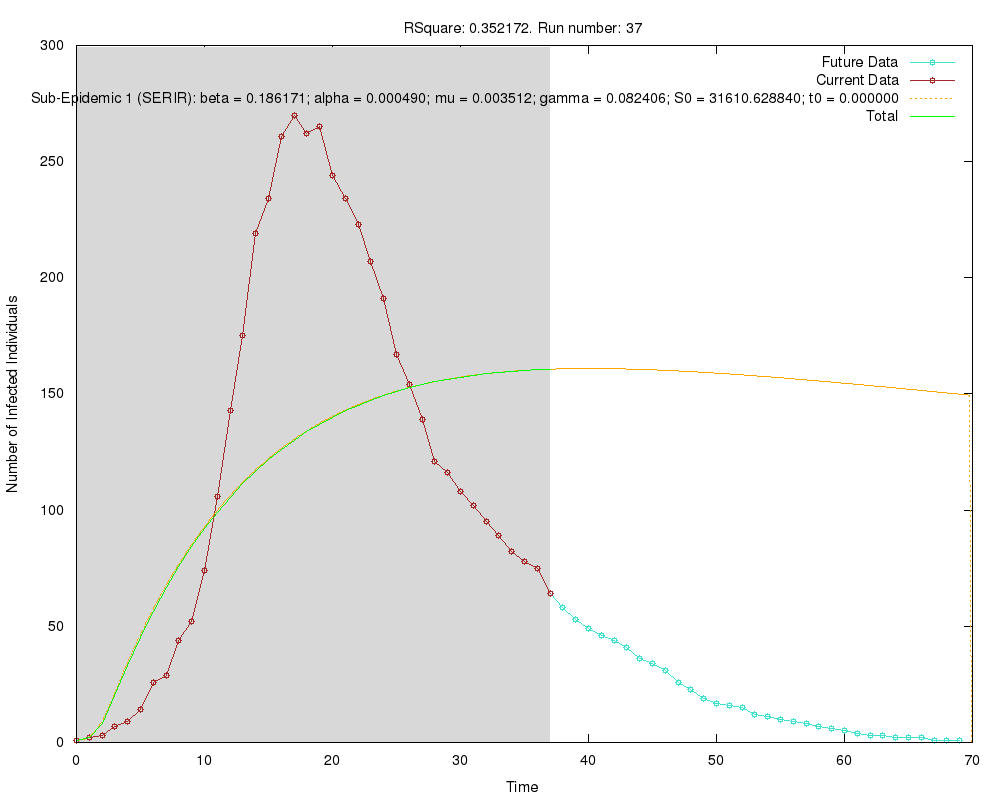 RSquare: 0.352172. Run number: 37
300
250
200
150
100
50
0
Number of Infected Individuals
Future Data
Current Data
Sub-Epidemic 1 (SERIR): beta = 0.186171; alpha = 0.000490; mu = 0.003512; gamma = 0.082406; S0 = 31610.628840; t0 = 0.000000
Total
0 10 20 30 40 50 60 70
Time